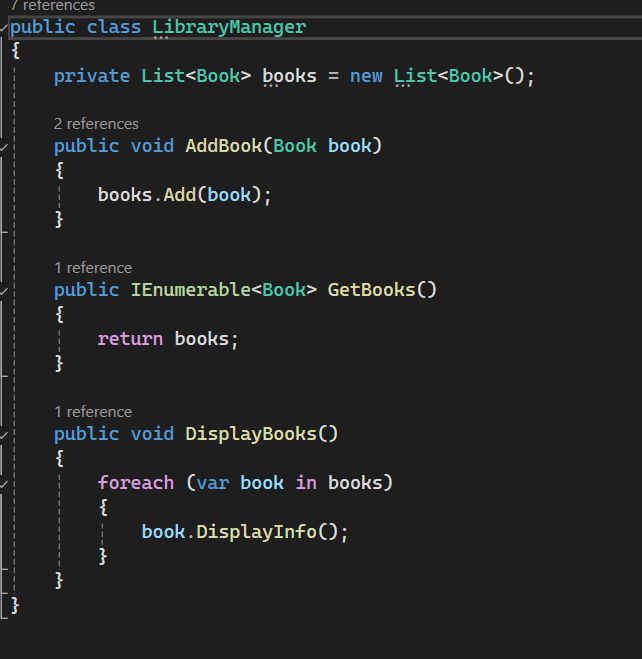 7 references
public class LibraryManager
{
private List<Book> books = new List<Book>();
2 references
public void AddBook(Book book)
{
books.Add(book);
}
1 reference
public IEnumerable<Book> GetBooks()
{
return books;
}
1 reference
public void DisplayBooks()
{
foreach (var book in books)
{
book.DisplayInfo();
}
}
}